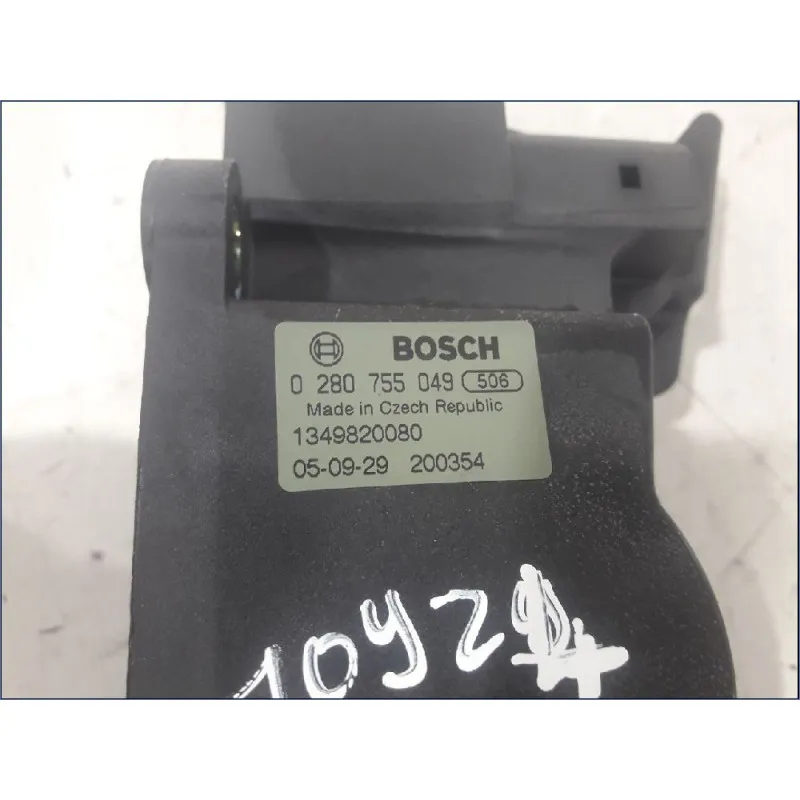 BOSCH
0 280 755 049 506
Made in Czech Republic
1349820080
05-09-29 200354